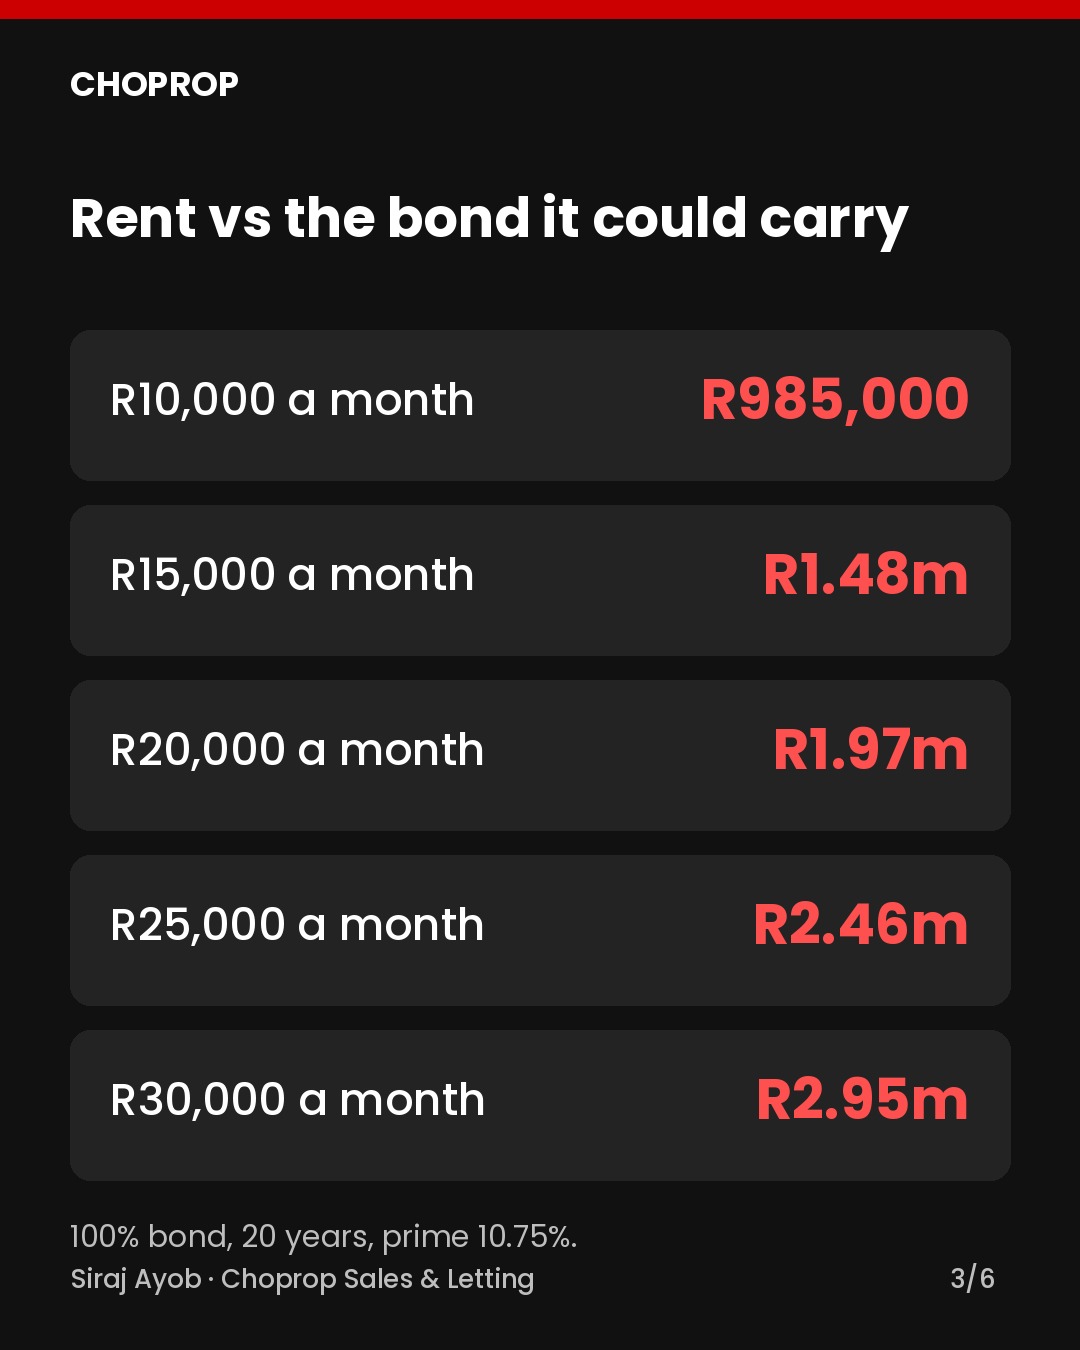 CHOPROP
Rent vs the bond it could carry
R10,000 a month R985,000
R15,000 a month R1.48m
R20,000 a month R1.97m
R25,000 a month R2.46m
R30,000 a month R2.95m
100% bond, 20 years, prime 10.75%.
Siraj Ayob · Choprop Sales & Letting 3/6